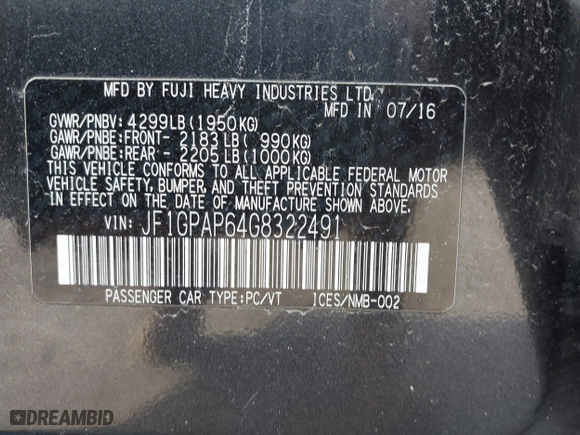 MFD BY FUJI HEAVY INDUSTRIES LTD.
MFD IN 07/16
GVWR/PNBV: 4299LB(1950KG)
GAWR/PNBE:FRONT- 2183LB( 990KG)
GAWR/PNBE:REAR - 2205LB(1000KG)
THIS VEHICLE CONFORMS TO ALL APPLICABLE FEDERAL MOTOR
VEHICLE SAFETY, BUMPER, AND THEFT PREVENTION STANDARDS
IN EFFECT ON THE DATE OF MANUFACTURE SHOWN ABOVE.
VIN: JF1GPAP64G8322491
PASSENGER CAR TYPE:PC/VT ICES/NMB-002
DREAMBID